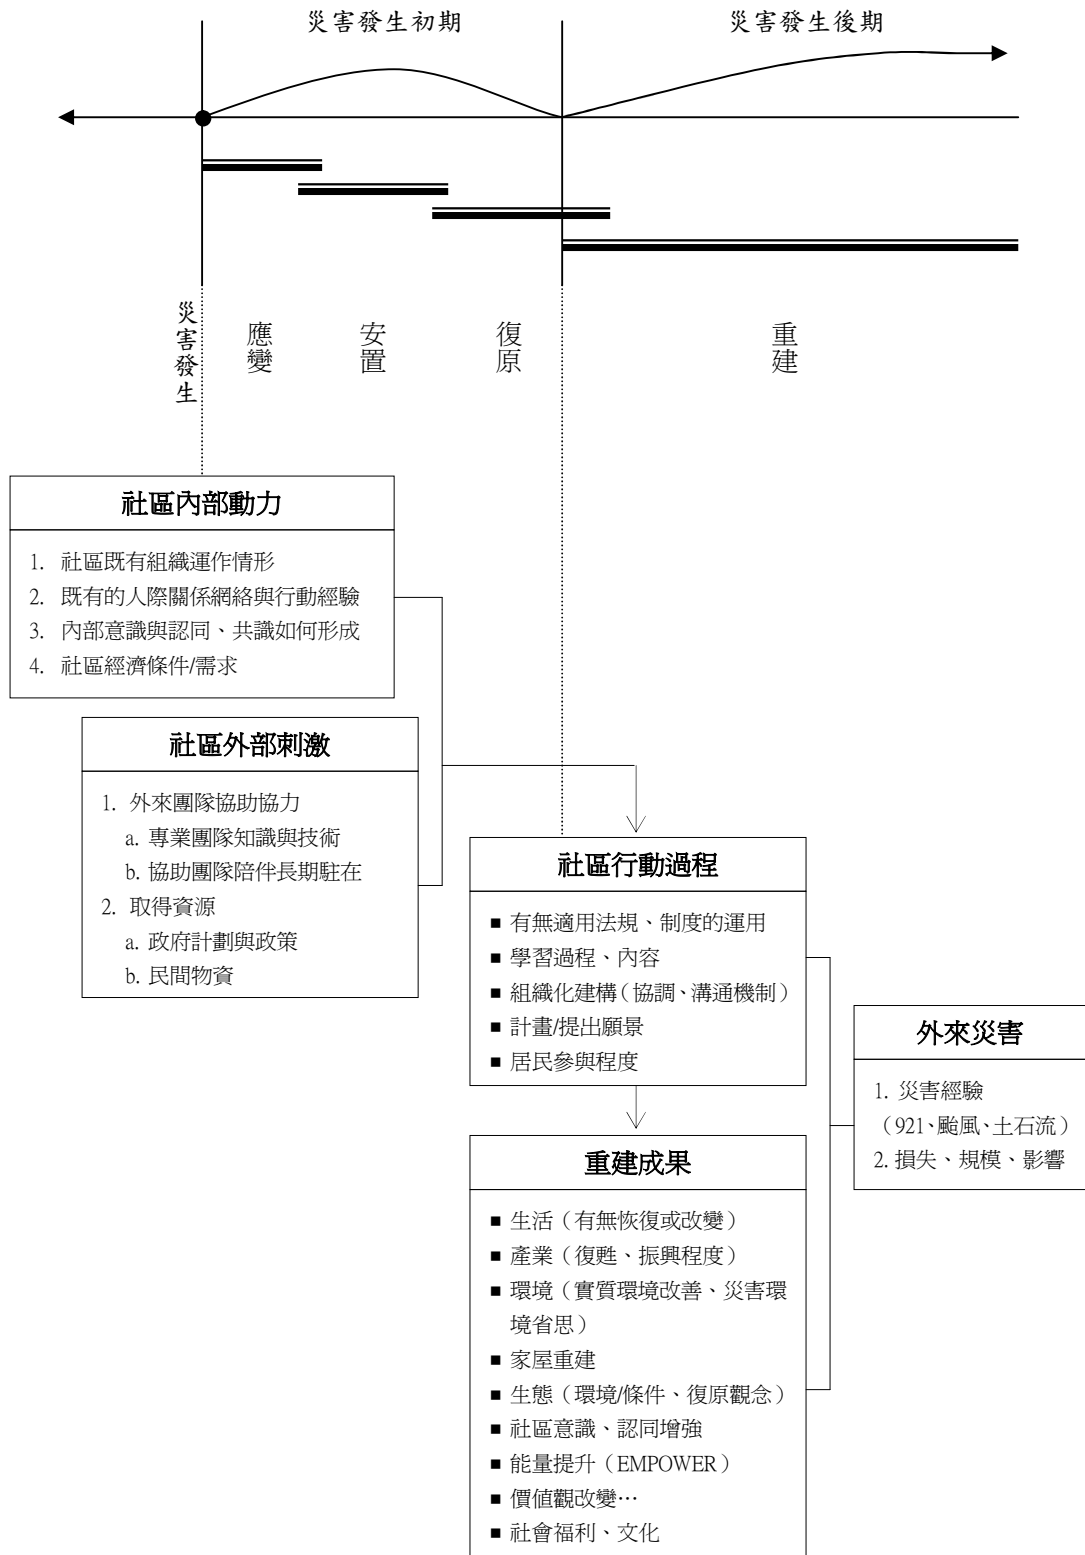 災害發生初期
災害發生後期
災害發生
應變
安置
復原
重建
社區內部動力
1. 社區既有組織運作情形
2. 既有的人際關係網絡與行動經驗
3. 內部意識與認同、共識如何形成
4. 社區經濟條件/需求
社區外部刺激
1. 外來團隊協助協力
a. 專業團隊知識與技術
b. 協助團隊陪伴長期駐在
2. 取得資源
a. 政府計劃與政策
b. 民間物資
社區行動過程
■ 有無適用法規、制度的運用
■ 學習過程、內容
■ 組織化建構（協調、溝通機制）
■ 計畫/提出願景
■ 居民參與程度
外來災害
1. 災害經驗
（921、颱風、土石流）
2. 損失、規模、影響
重建成果
■ 生活（有無恢復或改變）
■ 產業（復甦、振興程度）
■ 環境（實質環境改善、災害環
境省思）
■ 家屋重建
■ 生態（環境/條件、復原觀念）
■ 社區意識、認同增強
■ 能量提升（EMPOWER）
■ 價值觀改變…
■ 社會福利、文化